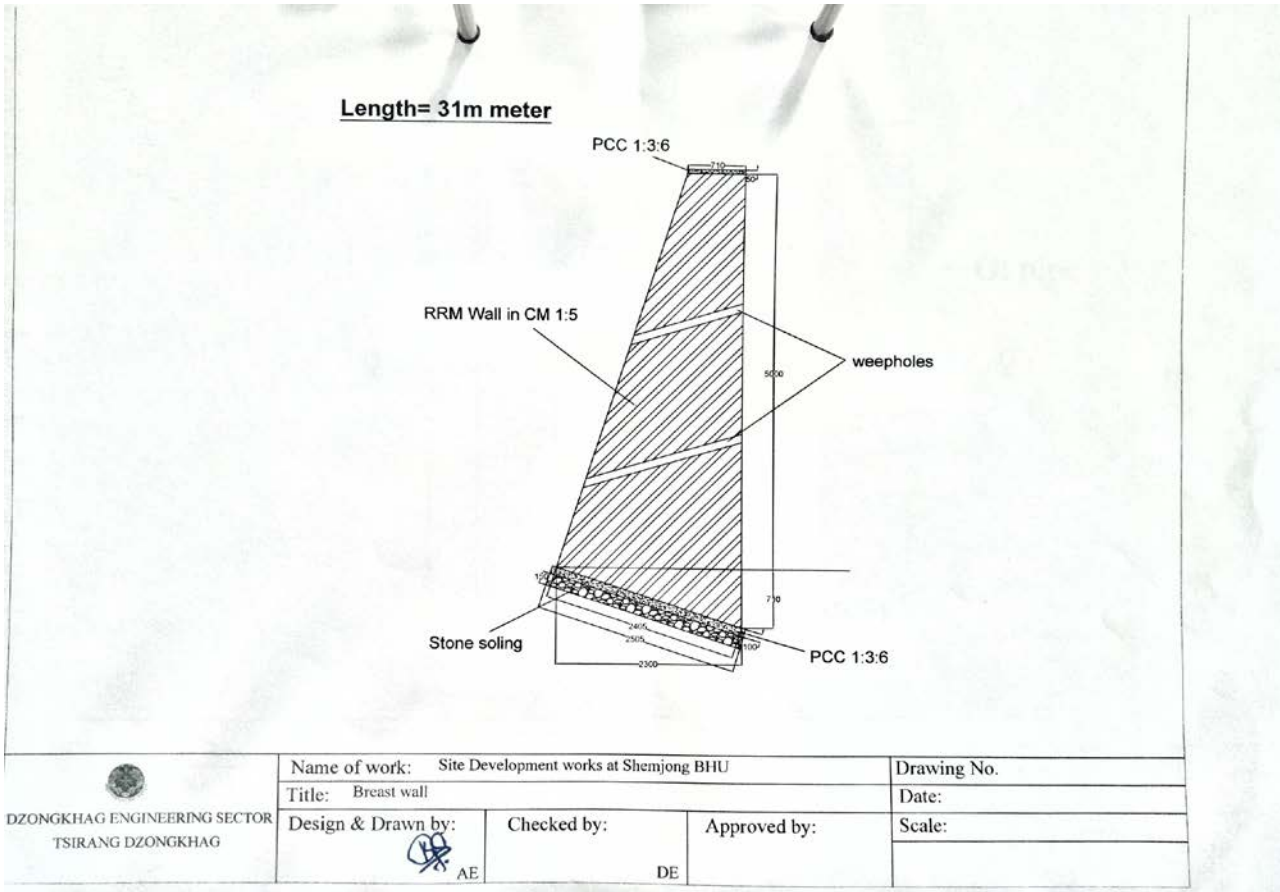 Length= 31m meter
PCC 1:3:6
710
50
RRM Wall in CM 1:5
weepholes
5000
2405
2505
100
2300
Stone soling
PCC 1:3:6
DZONGKHAG ENGINEERING SECTOR
TSIRANG DZONGKHAG
Name of work: Site Development works at Shemjong BHU
Title: Breast wall
Design & Drawn by:
AE
Checked by:
DE
Approved by:
Drawing No.
Date:
Scale: